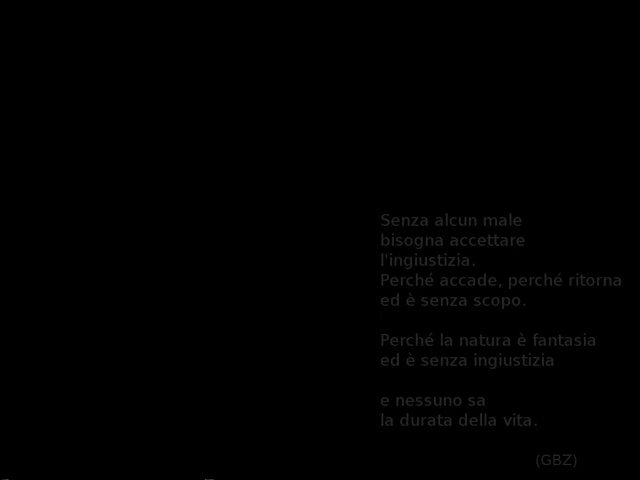 Senza alcun male
bisogna accettare
l'ingiustizia.
Perché accade, perché ritorna
ed è senza scopo.
Perché la natura è fantasia
ed è senza ingiustizia
e nessuno sa
la durata della vita.
(GBZ)